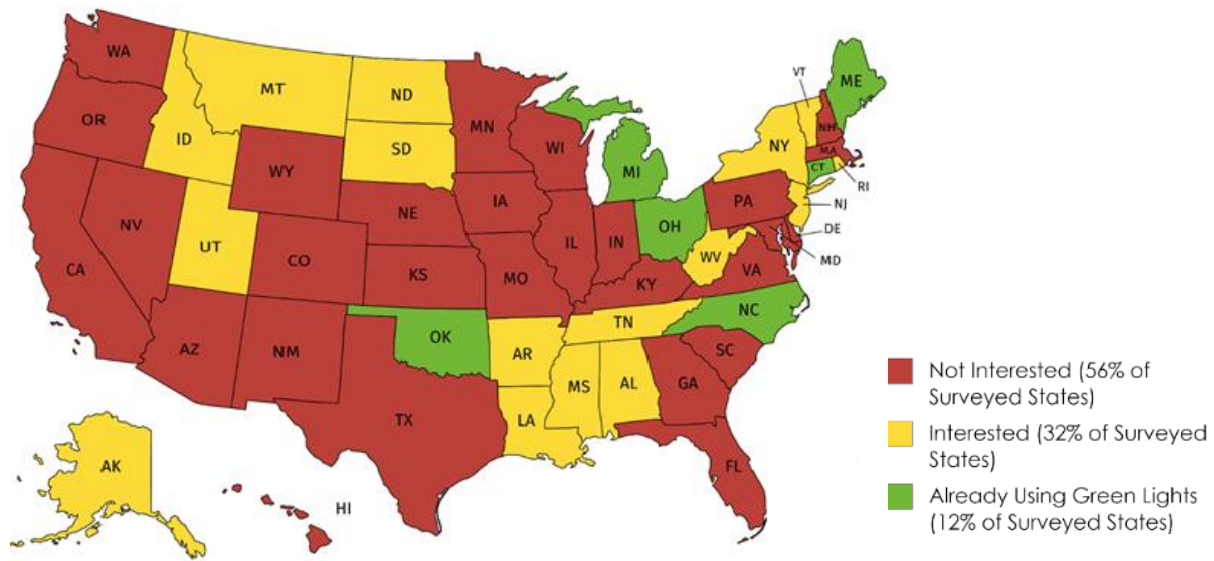 WA
OR
CA
NV
ID
MT
WY
UT
AZ
CO
NM
ND
SD
NE
KS
OK
TX
MN
IA
MO
AR
LA
WI
IL
IN
MI
OH
KY
TN
MS
AL
GA
FL
SC
NC
VA
WV
PA
NY
VT
NH
ME
MA
CT
RI
NJ
DE
MD
AK
HI
Not Interested (56% of
Surveyed States)
Interested (32% of Surveyed
States)
Already Using Green Lights
(12% of Surveyed States)